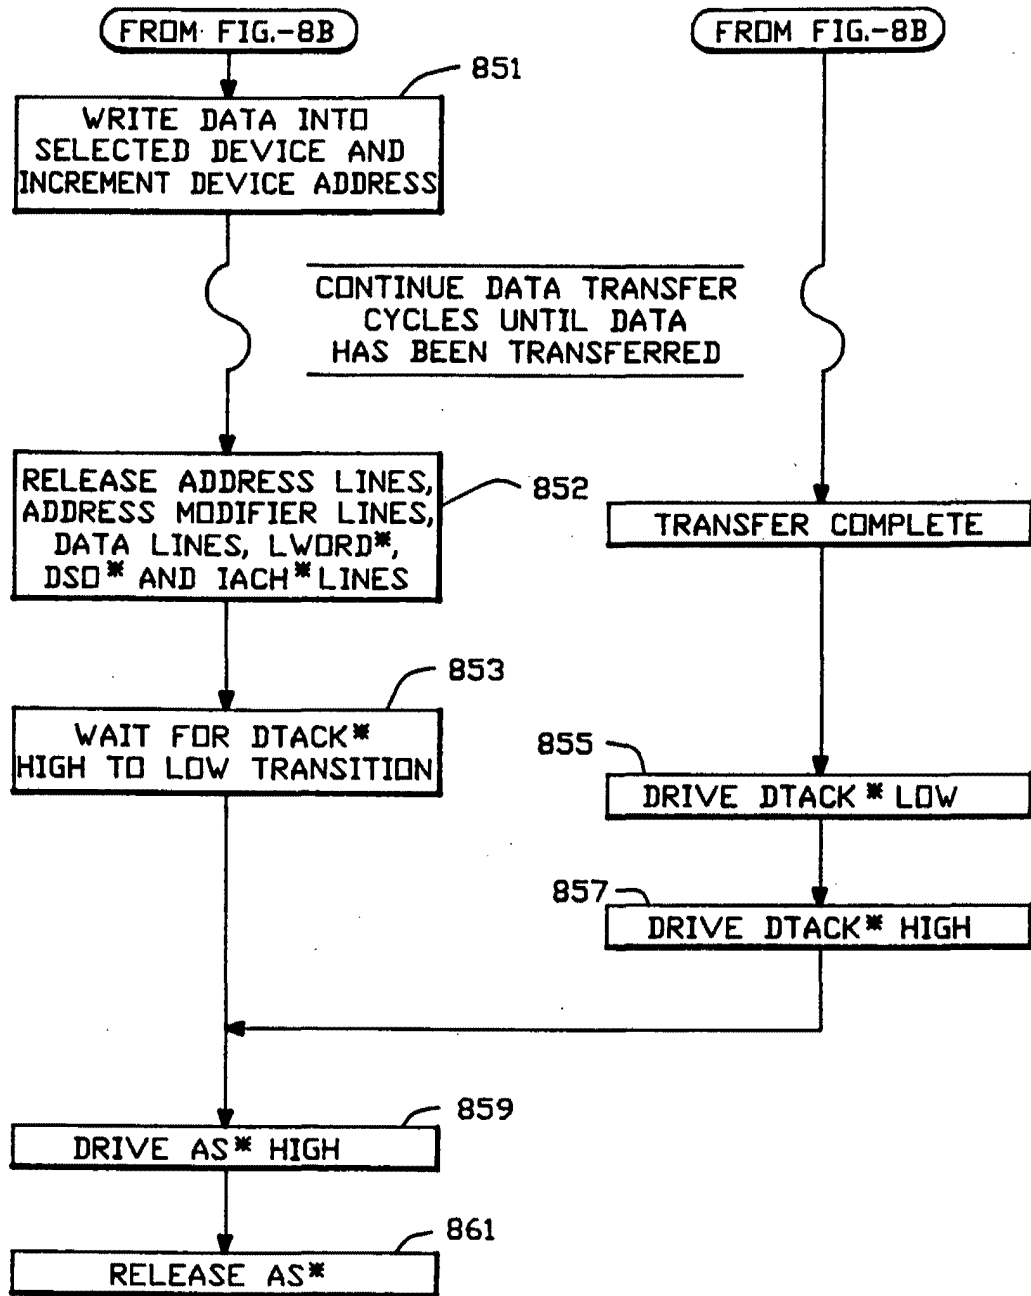 FROM FIG.-8B
851
WRITE DATA INTO
SELECTED DEVICE AND
INCREMENT DEVICE ADDRESS
FROM FIG.-8B
CONTINUE DATA TRANSFER
CYCLES UNTIL DATA
HAS BEEN TRANSFERRED
852
RELEASE ADDRESS LINES,
ADDRESS MODIFIER LINES,
DATA LINES, LWORD*,
DSO* AND IACH* LINES
TRANSFER COMPLETE
853
WAIT FOR DTACK*
HIGH TO LOW TRANSITION
855
DRIVE DTACK* LOW
857
DRIVE DTACK* HIGH
859
DRIVE AS* HIGH
861
RELEASE AS*